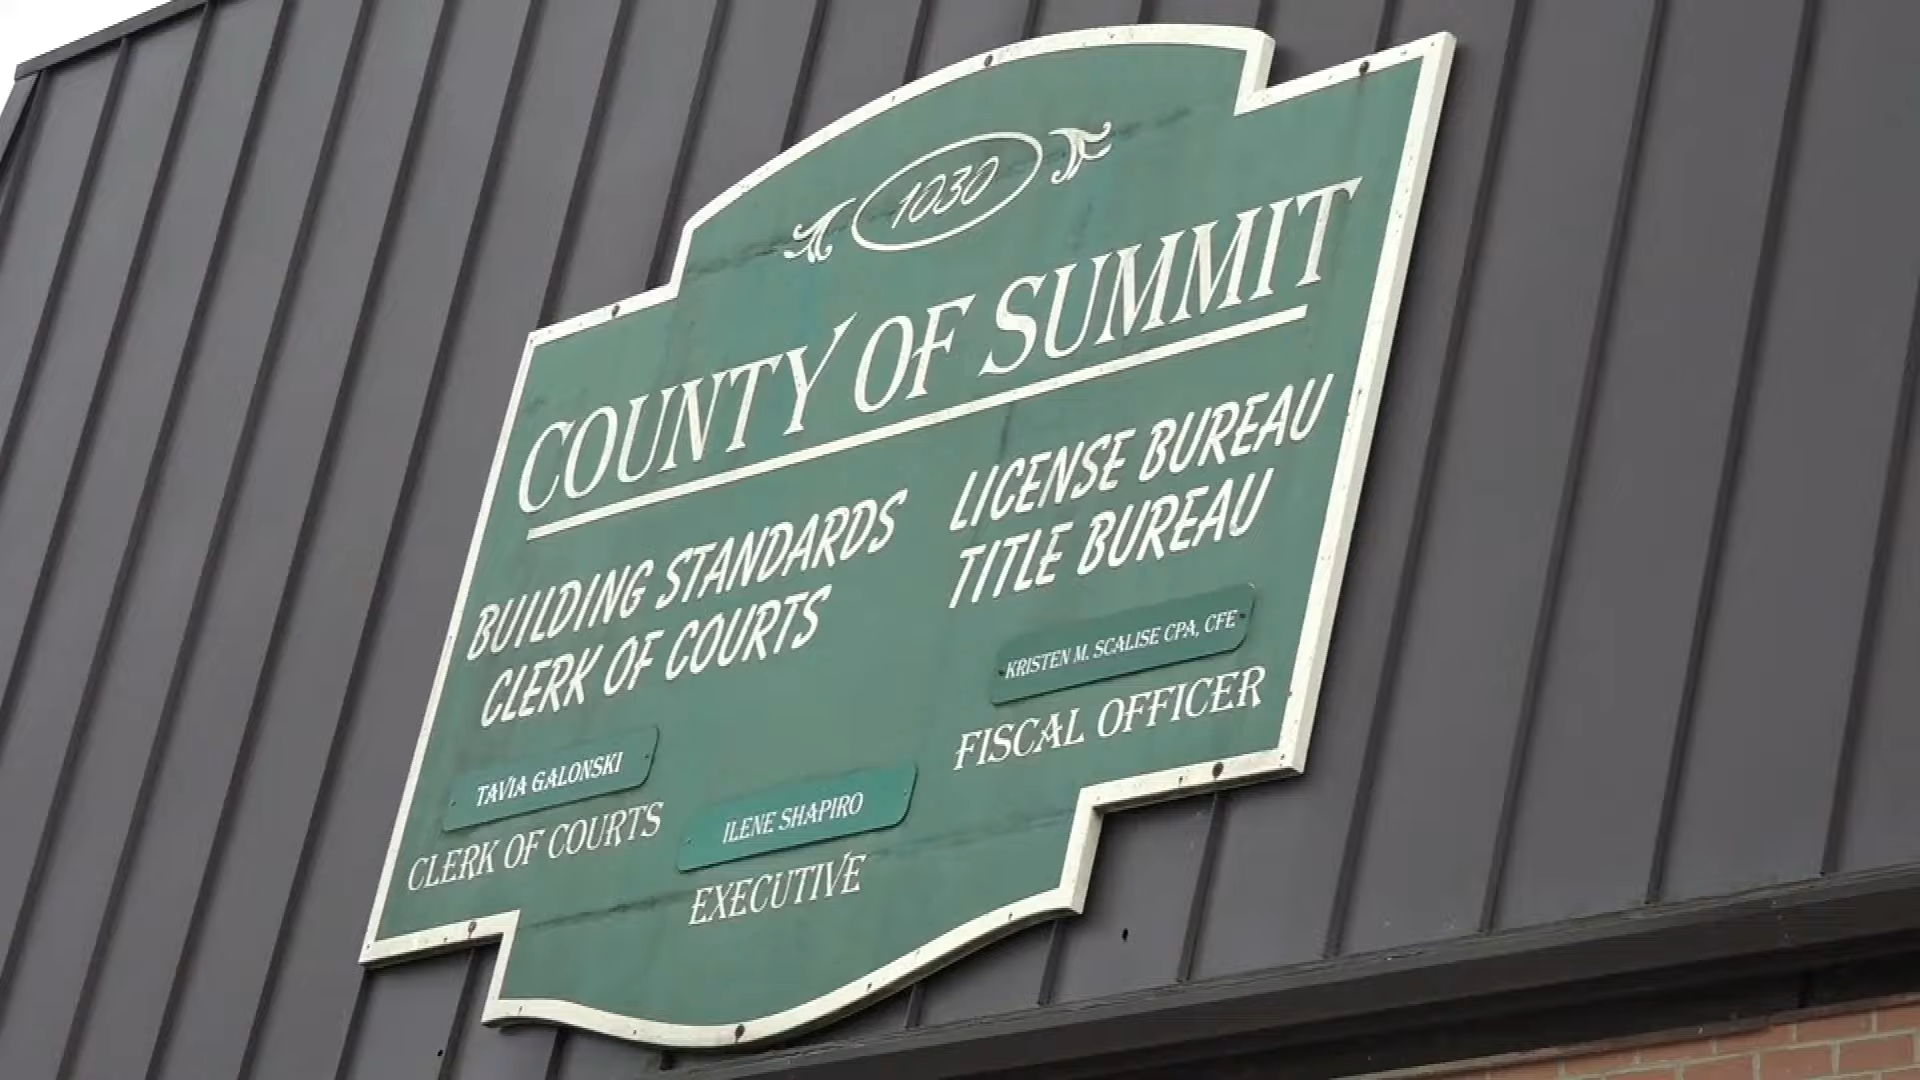 1030
COUNTY OF SUMMIT
BUILDING STANDARDS
CLERK OF COURTS
LICENSE BUREAU
TITLE BUREAU
KRISTEN M. SCALISE CPA, CFE
FISCAL OFFICER
TAVIA GALONSKI
CLERK OF COURTS
ILENE SHAPIRO
EXECUTIVE